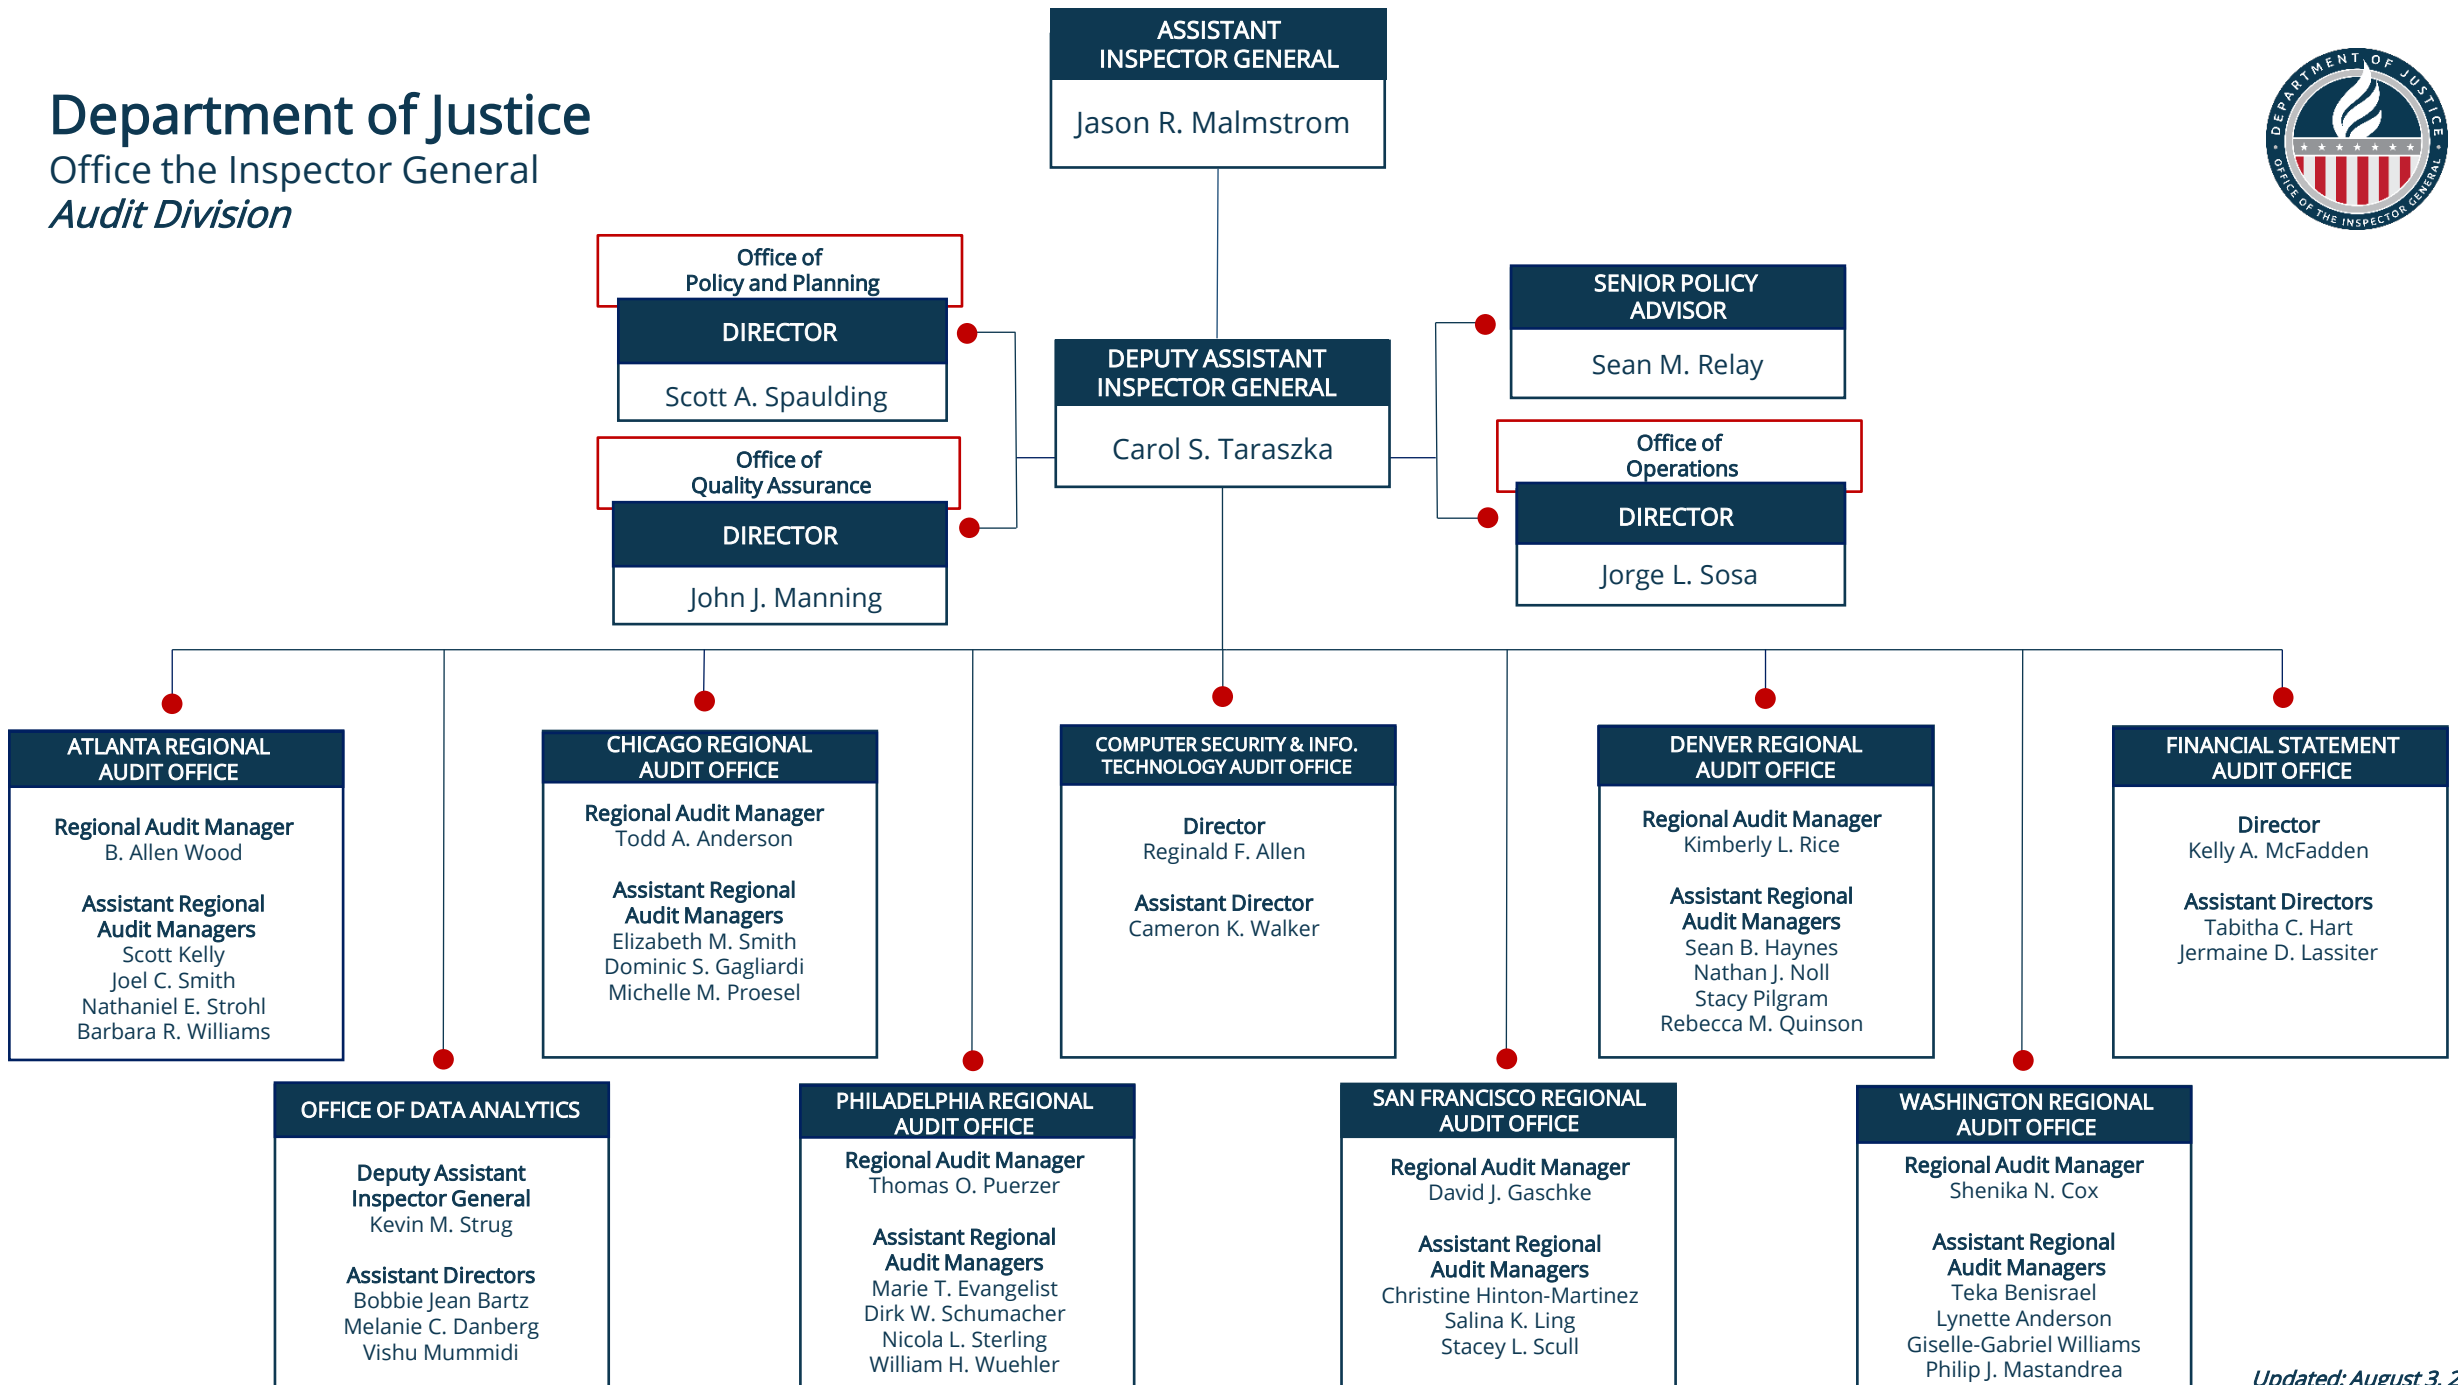 ASSISTANT
INSPECTOR GENERAL
Jason R. Malmstrom
Department of Justice
Office the Inspector General
Audit Division
DEPARTMENT OF JUSTICE
OFFICE OF THE INSPECTOR GENERAL
Office of
Policy and Planning
DIRECTOR
Scott A. Spaulding
Office of
Quality Assurance
DIRECTOR
John J. Manning
DEPUTY ASSISTANT
INSPECTOR GENERAL
Carol S. Taraszka
SENIOR POLICY
ADVISOR
Sean M. Relay
Office of
Operations
DIRECTOR
Jorge L. Sosa
ATLANTA REGIONAL
AUDIT OFFICE
Regional Audit Manager
B. Allen Wood
Assistant Regional
Audit Managers
Scott Kelly
Joel C. Smith
Nathaniel E. Strohl
Barbara R. Williams
CHICAGO REGIONAL
AUDIT OFFICE
Regional Audit Manager
Todd A. Anderson
Assistant Regional
Audit Managers
Elizabeth M. Smith
Dominic S. Gagliardi
Michelle M. Proesel
COMPUTER SECURITY & INFO.
TECHNOLOGY AUDIT OFFICE
Director
Reginald F. Allen
Assistant Director
Cameron K. Walker
DENVER REGIONAL
AUDIT OFFICE
Regional Audit Manager
Kimberly L. Rice
Assistant Regional
Audit Managers
Sean B. Haynes
Nathan J. Noll
Stacy Pilgram
Rebecca M. Quinson
FINANCIAL STATEMENT
AUDIT OFFICE
Director
Kelly A. McFadden
Assistant Directors
Tabitha C. Hart
Jermaine D. Lassiter
OFFICE OF DATA ANALYTICS
Deputy Assistant
Inspector General
Kevin M. Strug
Assistant Directors
Bobbie Jean Bartz
Melanie C. Danberg
Vishu Mummidi
PHILADELPHIA REGIONAL
AUDIT OFFICE
Regional Audit Manager
Thomas O. Puerzer
Assistant Regional
Audit Managers
Marie T. Evangelist
Dirk W. Schumacher
Nicola L. Sterling
William H. Wuehler
SAN FRANCISCO REGIONAL
AUDIT OFFICE
Regional Audit Manager
David J. Gaschke
Assistant Regional
Audit Managers
Christine Hinton-Martinez
Salina K. Ling
Stacey L. Scull
WASHINGTON REGIONAL
AUDIT OFFICE
Regional Audit Manager
Shenika N. Cox
Assistant Regional
Audit Managers
Teka Benisrael
Lynette Anderson
Giselle-Gabriel Williams
Philip J. Mastandrea
Updated: August 3,